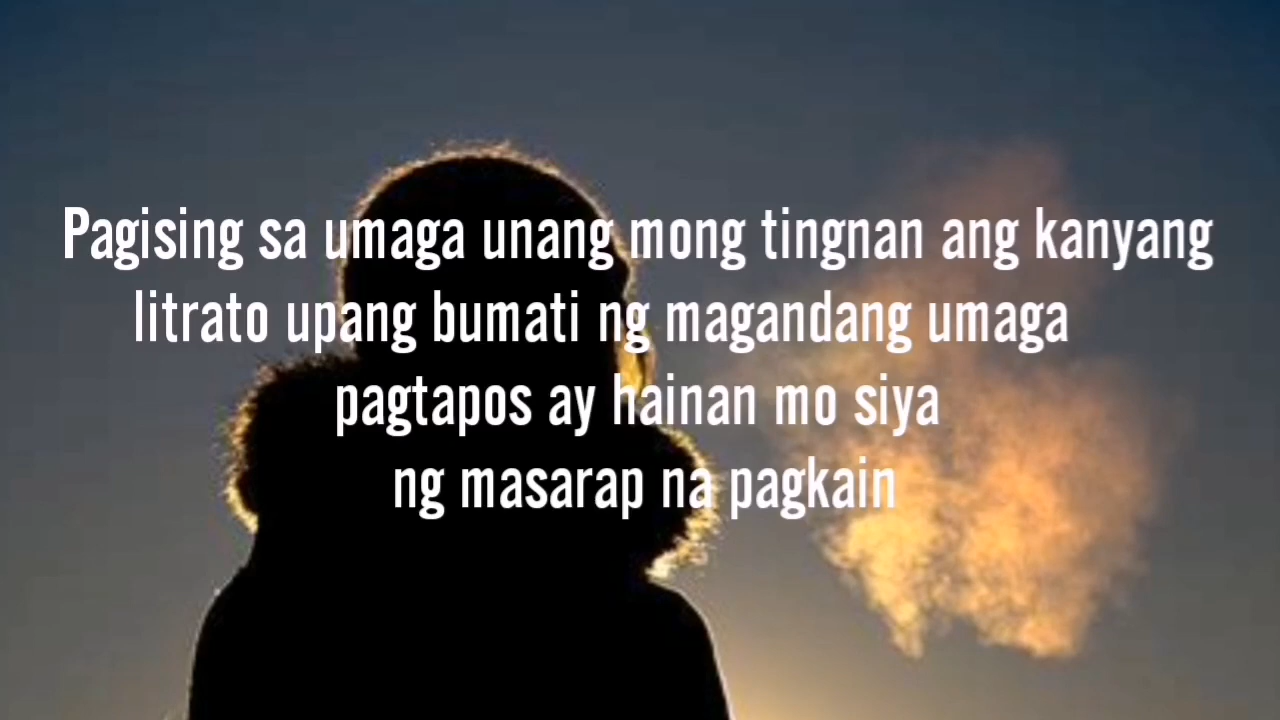 Pagising sa umaga unang mong tingnan ang kanyang
litrato upang bumati ng magandang umaga
pagtapos ay hainan mo siya
ng masarap na pagkain